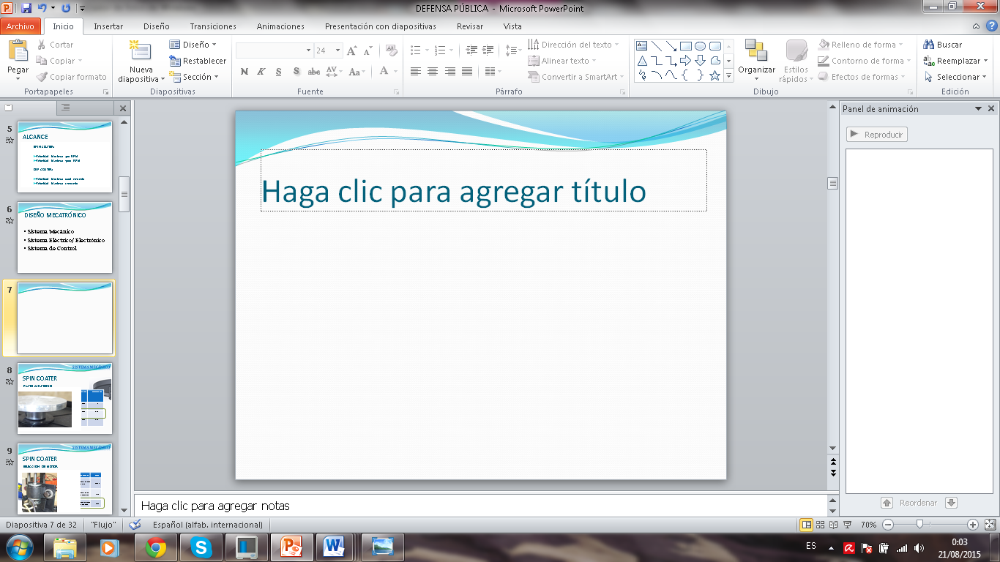 DEFENSA PÚBLICA. - Microsoft PowerPoint
Archivo Inicio Insertar Diseño Transiciones Animaciones Presentación con diapositivas Revisar Vista
Pegar
Cortar
Copiar
Copiar formato
Portapapeles
Nueva
diapositiva
Diseño
Restablecer
Sección
Diapositivas
24
N K S S abc AV Aa A
Fuente
Dirección del texto
Alinear texto
Convertir a SmartArt
Párrafo
Organizar
Estilos
rápidos
Relleno de forma
Contorno de forma
Efectos de formas
Dibujo
Buscar
Reemplazar
Seleccionar
Edición
5
ALCANCE
6
DISEÑO MECATRÓNICO
• Sistema Mecánico
• Sistema Eléctrico/ Electrónico
• Sistema de Control
7
8
SISTEMA MECÁNICO
SPIN COATER
9
SISTEMA MECÁNICO
SPIN COATER
Haga clic para agregar título
Haga clic para agregar notas
Panel de animación
Reproducir
Reordenar
Diapositiva 7 de 32
"Flujo"
Español (alfab. internacional)
70%
ES
0:03
21/08/2015